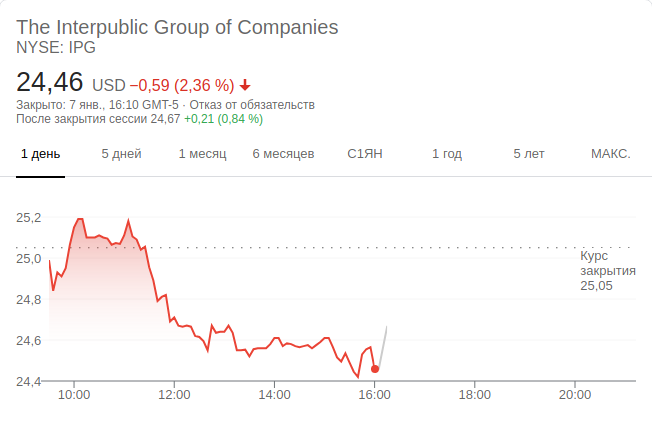 The Interpublic Group of Companies
NYSE: IPG
24,46 USD −0,59 (2,36 %)
Закрыто: 7 янв., 16:10 GMT-5 · Отказ от обязательств
После закрытия сессии 24,67 +0,21 (0,84 %)
1 день 5 дней 1 месяц 6 месяцев С1ЯН 1 год 5 лет МАКС.
25,2
25,0
24,8
24,6
24,4
Курс
закрытия
25,05
10:00 12:00 14:00 16:00 18:00 20:00